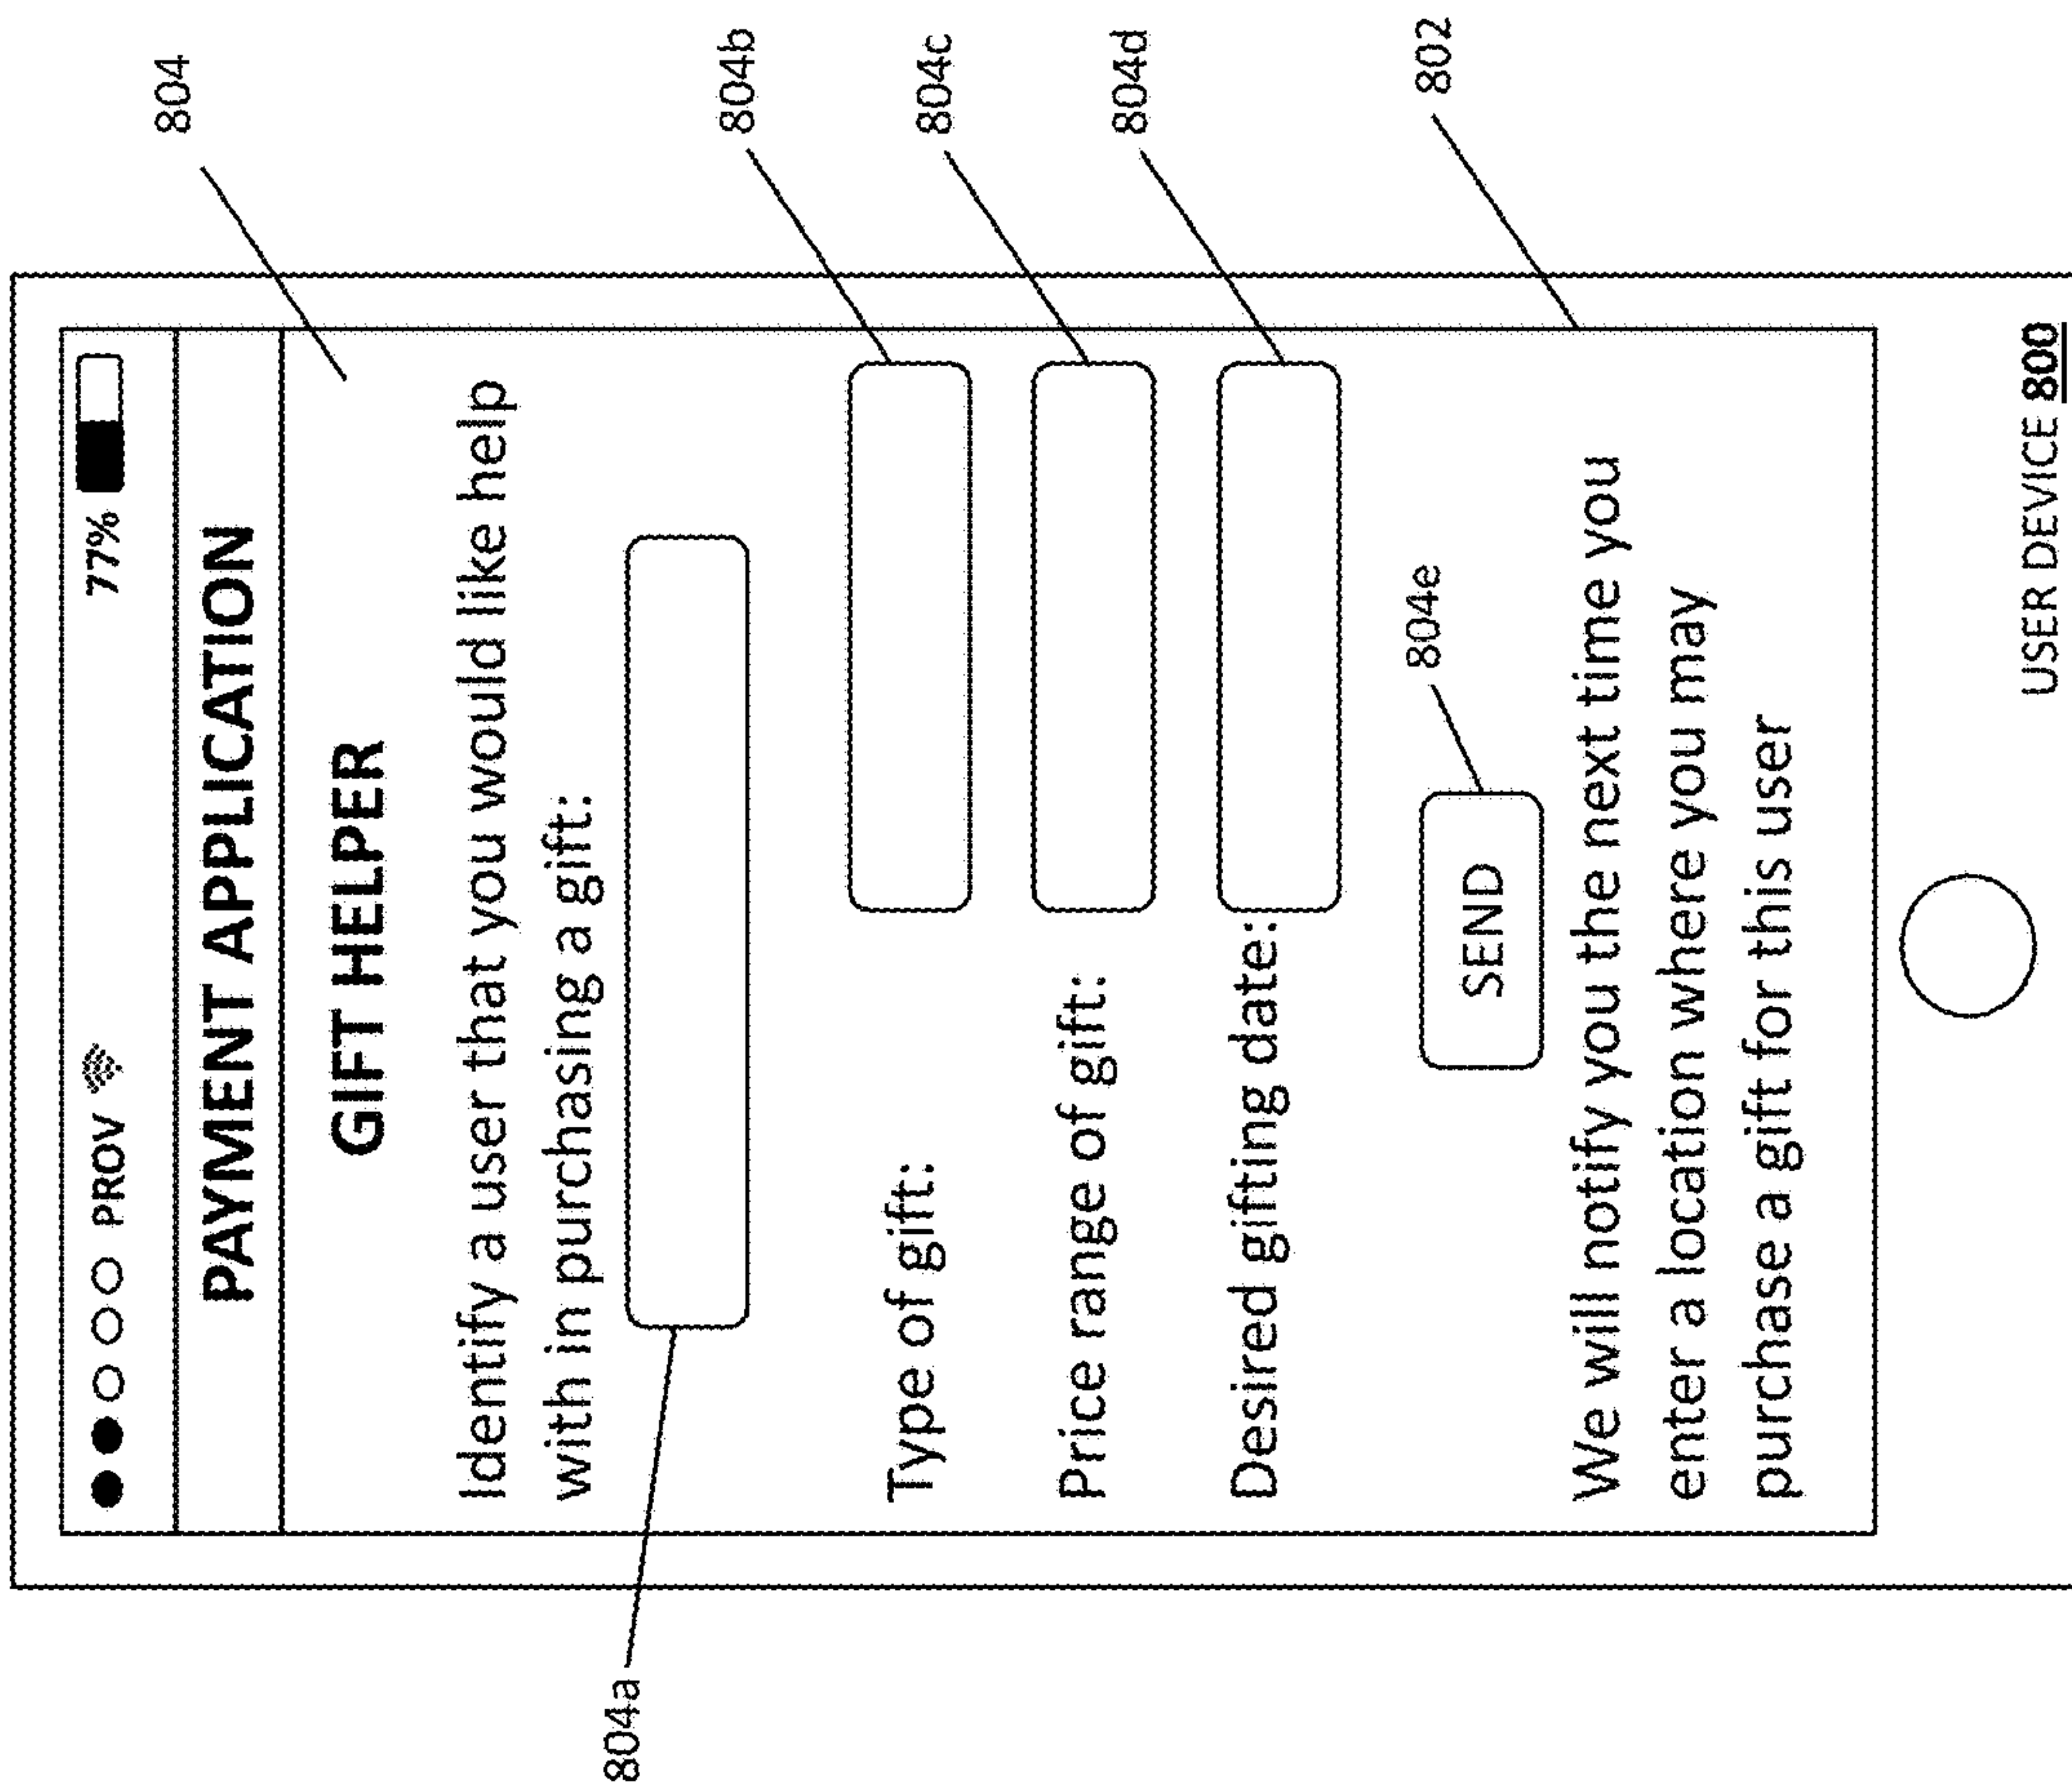 804
PROV 77%
PAYMENT APPLICATION
GIFT HELPER
Identify a user that you would like help
with in purchasing a gift:
804a
Type of gift:
804b
Price range of gift:
804c
Desired gifting date:
804d
SEND
804e
802
We will notify you the next time you
enter a location where you may
purchase a gift for this user
USER DEVICE 800